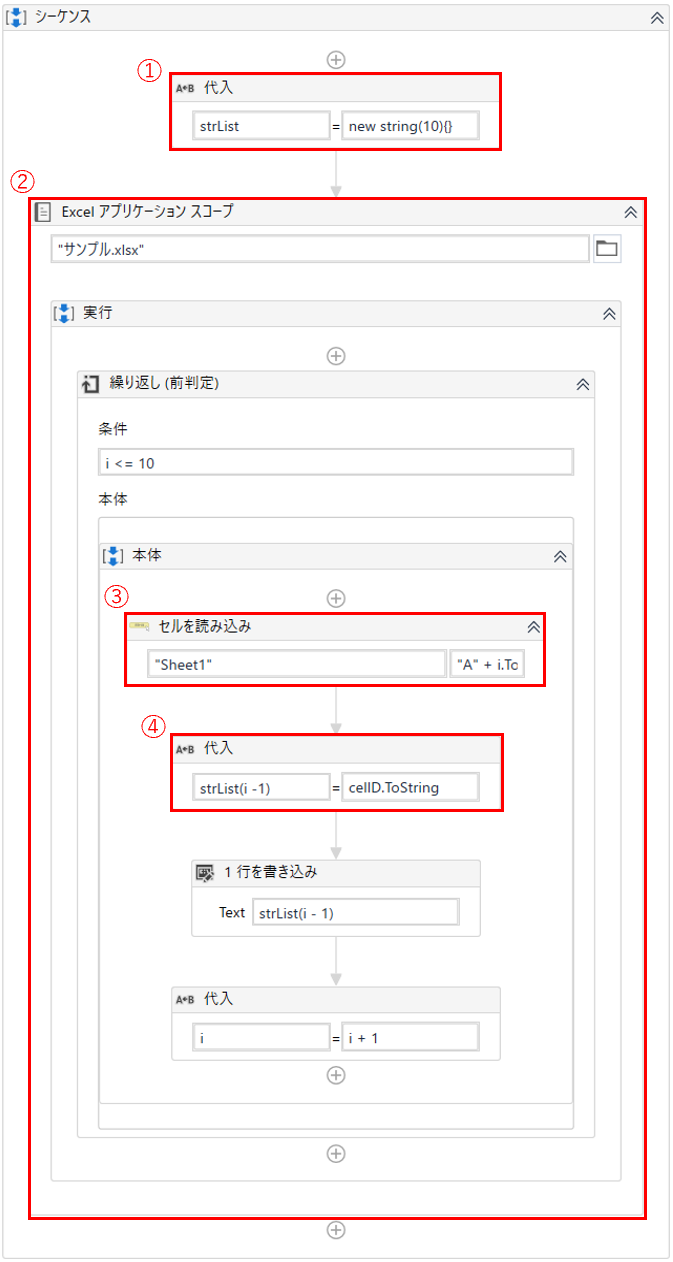 シーケンス
①
A↔B 代入
strList = new string(10){}
②
Excel アプリケーション スコープ
"サンプル.xlsx"
実行
繰り返し (前判定)
条件
i <= 10
本体
本体
③
セルを読み込み
"Sheet1" "A" + i.To
④
A↔B 代入
strList(i -1) = cellD.ToString
1 行を書き込み
Text strList(i - 1)
A↔B 代入
i = i + 1